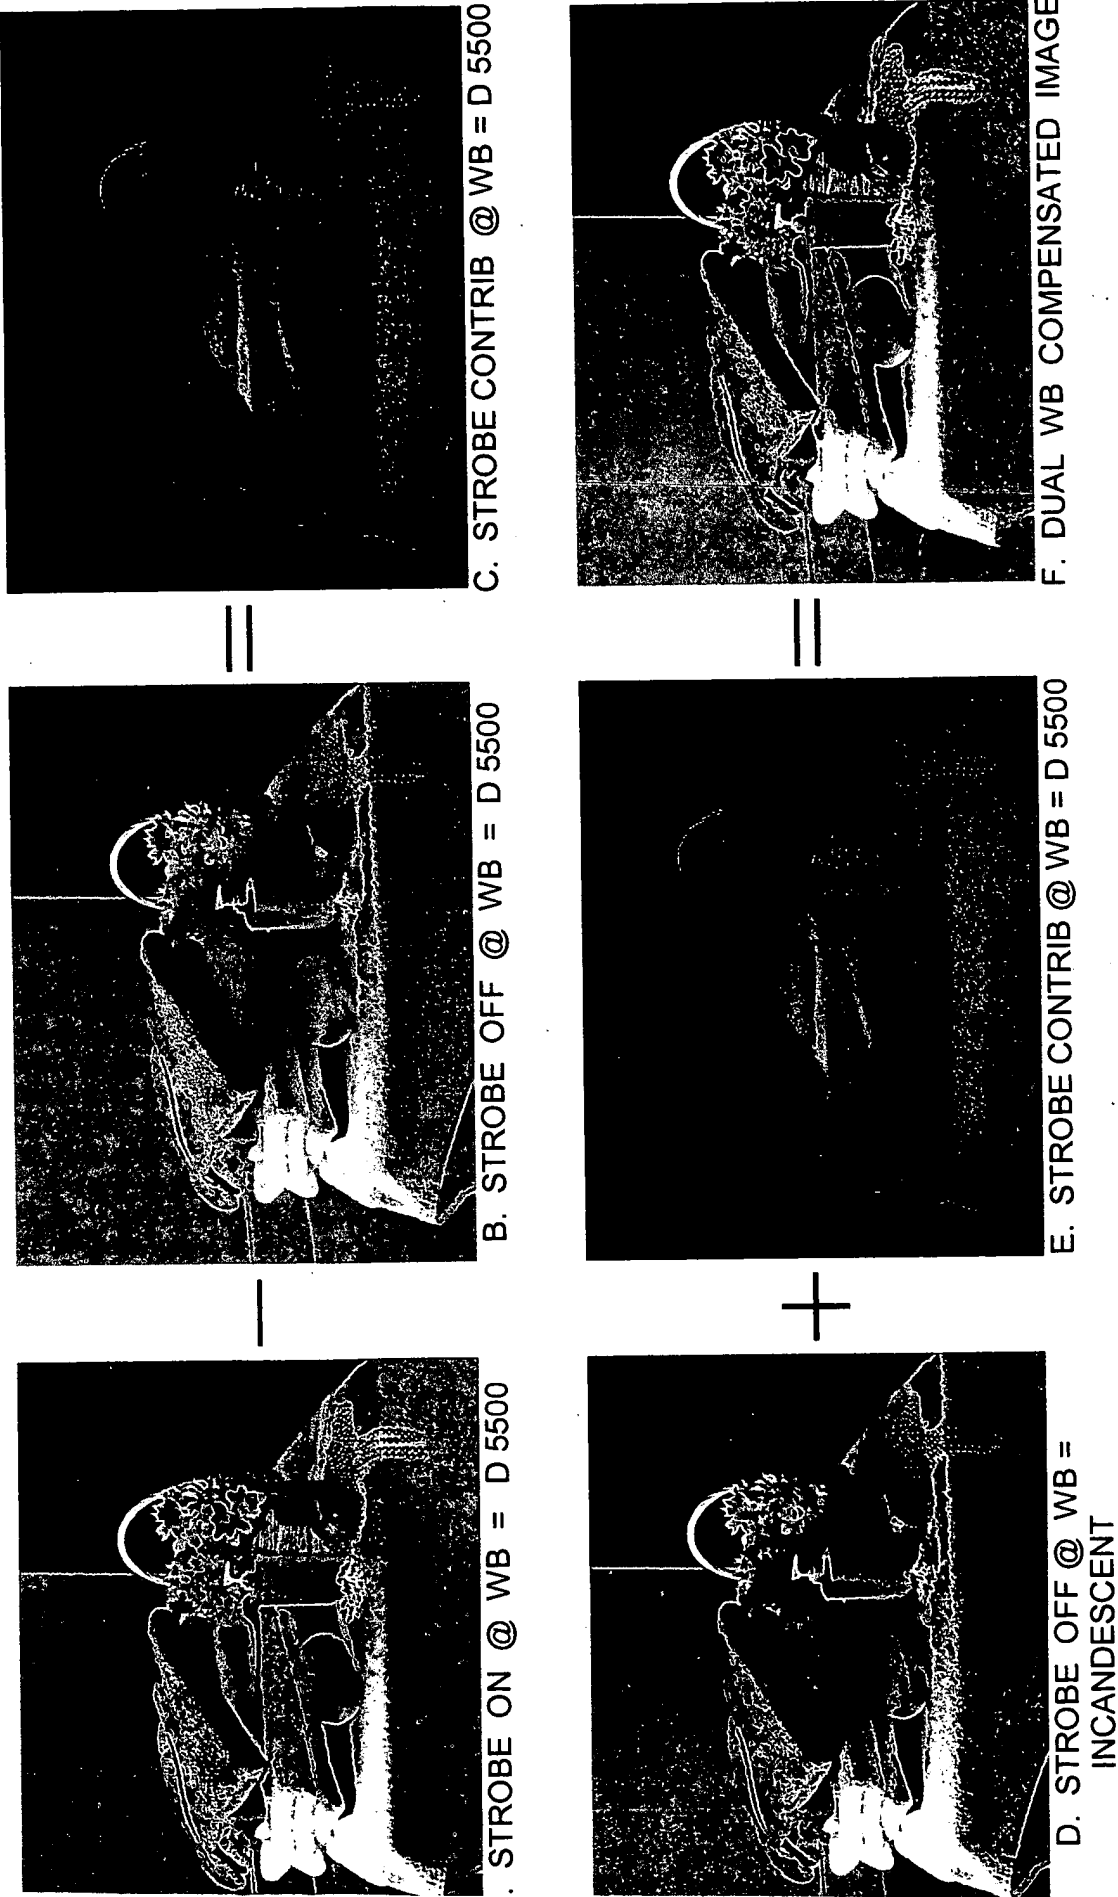 . STROBE ON @ WB = D 5500
B. STROBE OFF @ WB = D 5500
C. STROBE CONTRIB @ WB = D 5500
D. STROBE OFF @ WB =
INCANDESCENT
E. STROBE CONTRIB @ WB = D 5500
F. DUAL WB COMPENSATED IMAGE